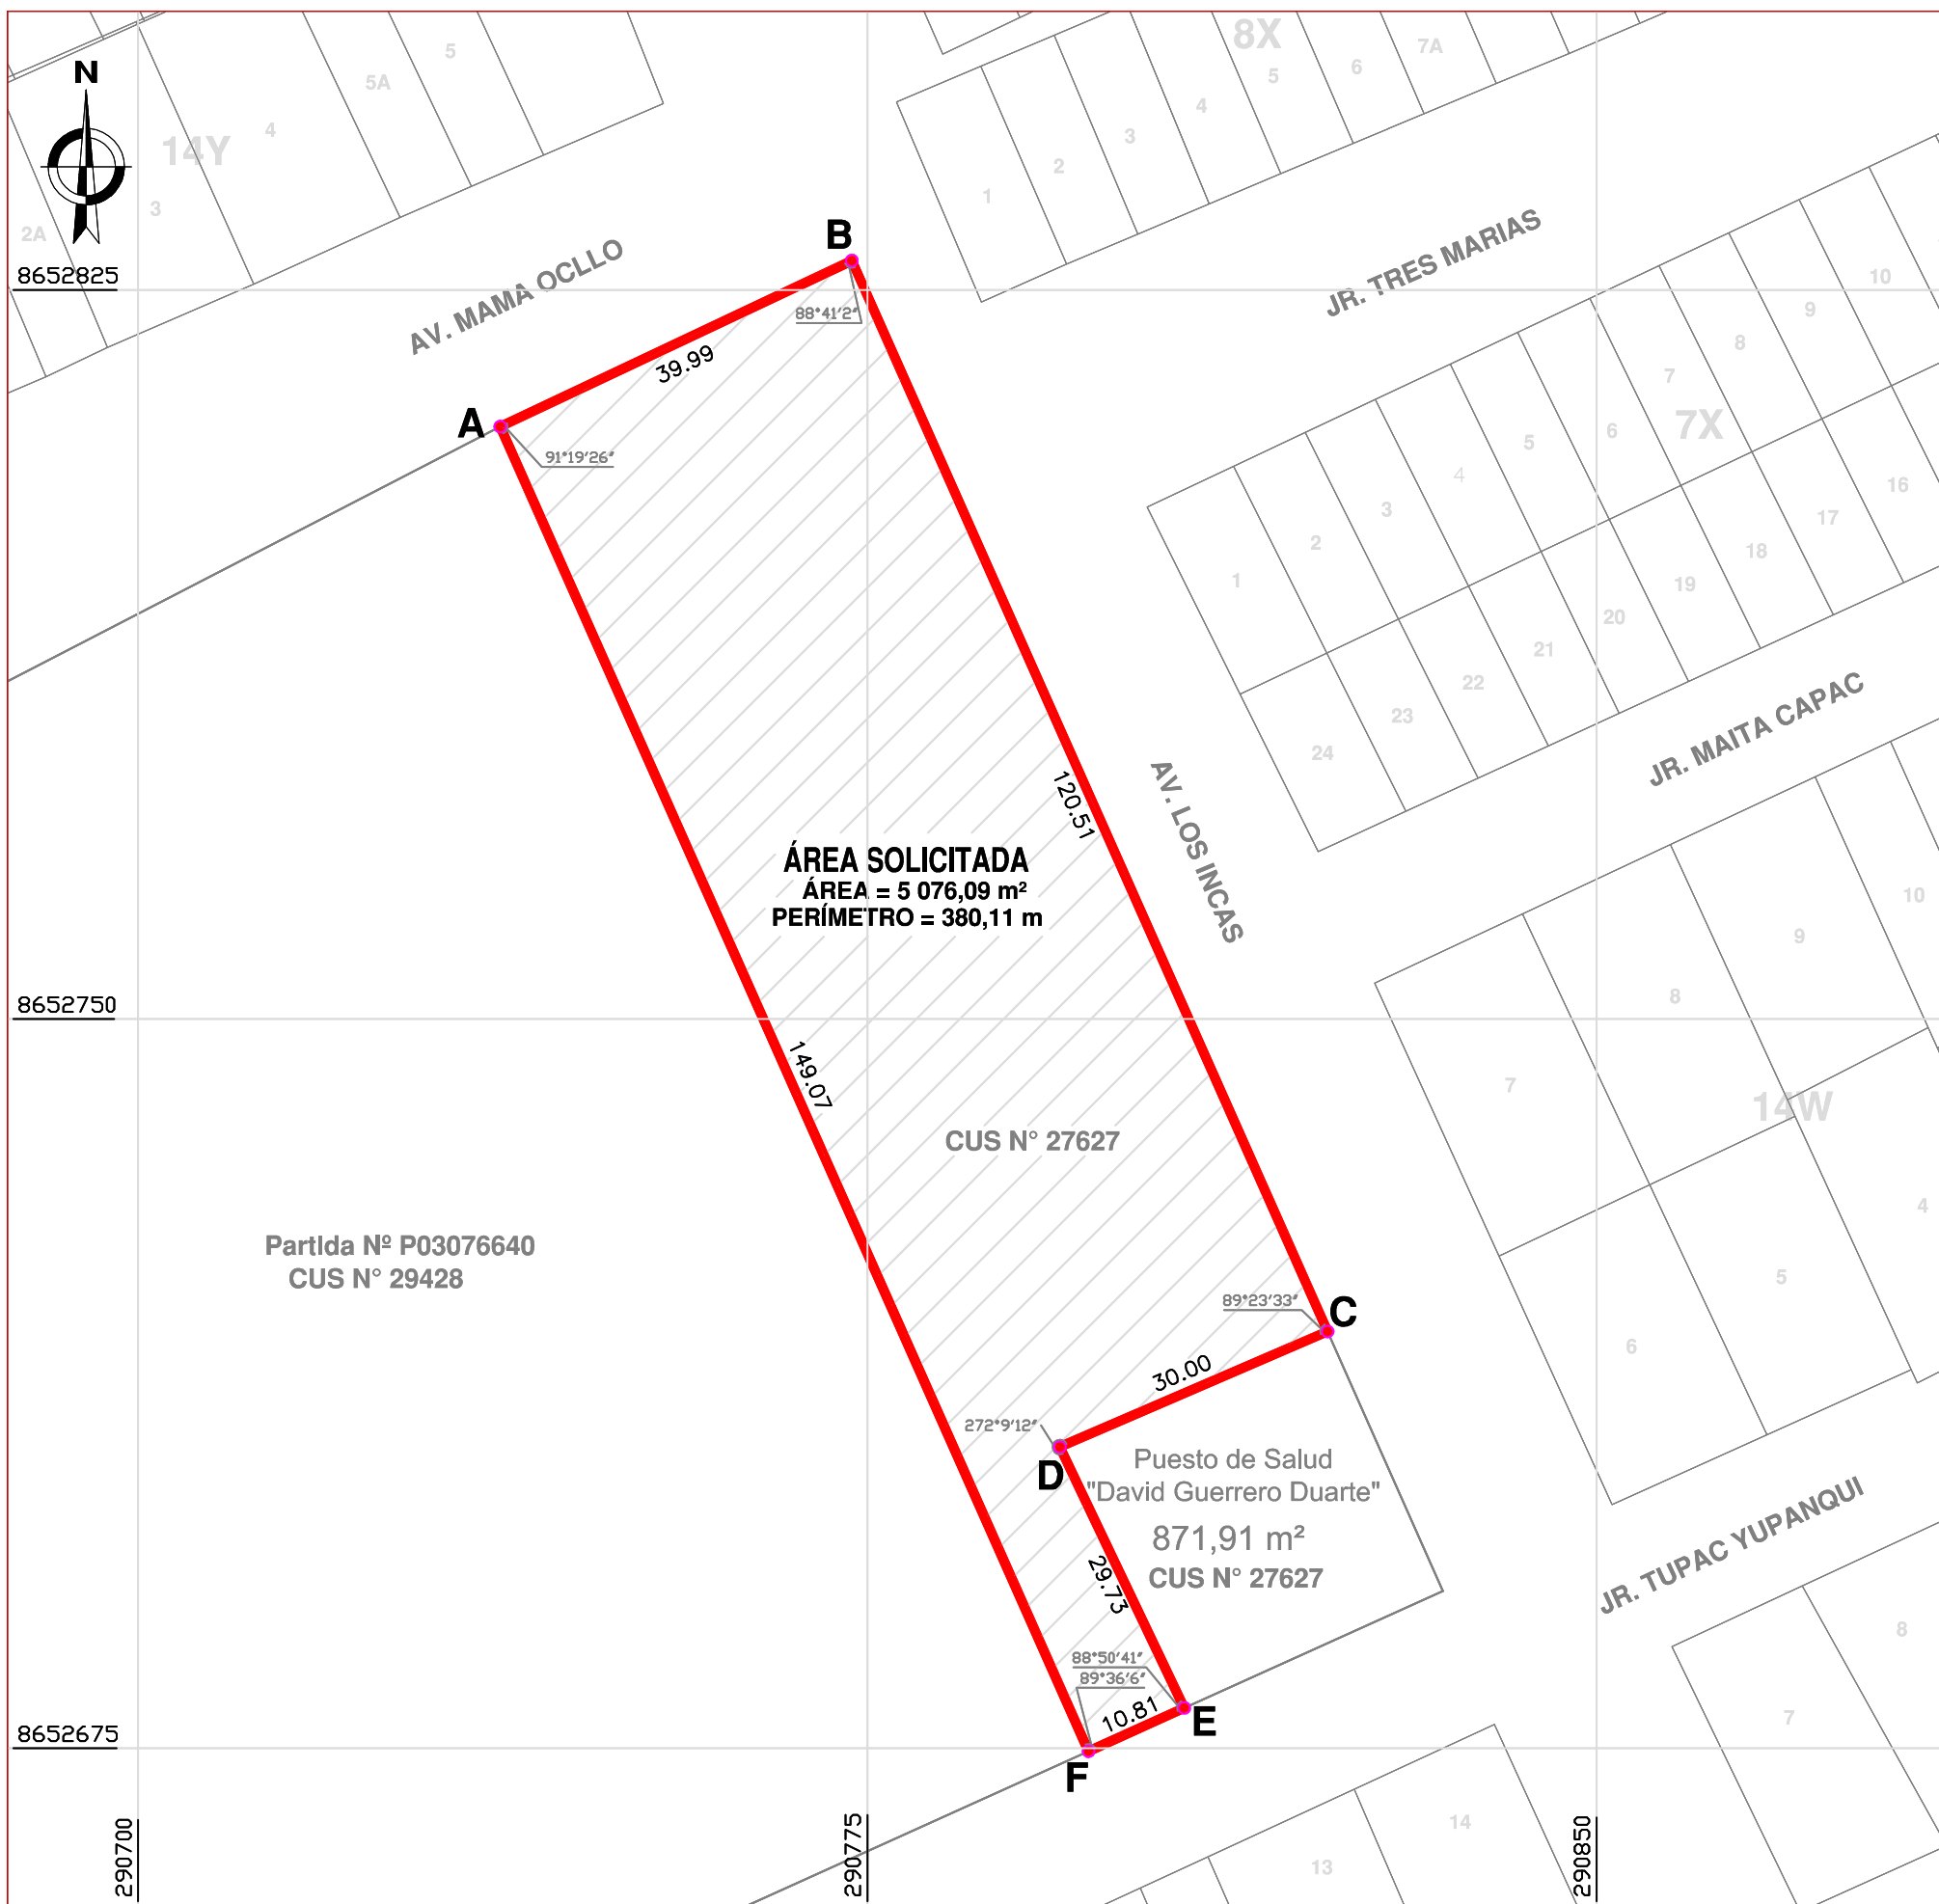 N
14Y
2A
3
4
5A
5
8X
1
2
3
4
5
6
7A
8652825
AV. MAMA OCLLO
B
88°41'2"
39.99
A
91°19'26"
JR. TRES MARIAS
7X
1
2
3
4
5
6
7
8
9
10
16
17
18
19
20
21
22
23
24
JR. MAITA CAPAC
120.51
AV. LOS INCAS
ÁREA SOLICITADA
ÁREA = 5 076,09 m²
PERÍMETRO = 380,11 m
8652750
149.07
CUS N° 27627
Partida Nº P03076640
CUS N° 29428
14W
10
9
8
7
6
5
4
89°23'33"
C
30.00
272°9'12"
D
Puesto de Salud
"David Guerrero Duarte"
871,91 m²
CUS N° 27627
29.73
JR. TUPAC YUPANQUI
88°50'41"
89°36'6"
10.81
E
F
8652675
8
7
14
13
290700
290775
290850